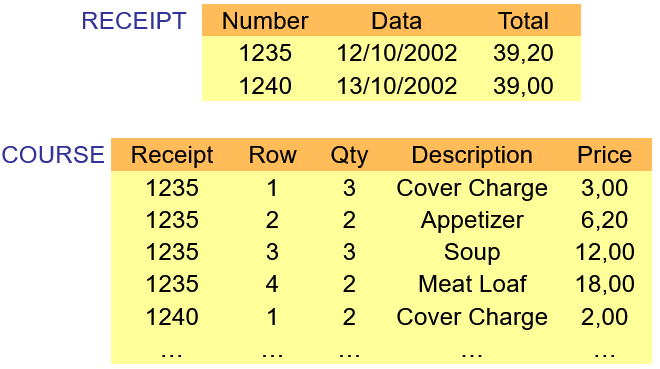 RECEIPT Number Data Total
1235 12/10/2002 39,20
1240 13/10/2002 39,00
COURSE Receipt Row Qty Description Price
1235 1 3 Cover Charge 3,00
1235 2 2 Appetizer 6,20
1235 3 3 Soup 12,00
1235 4 2 Meat Loaf 18,00
1240 1 2 Cover Charge 2,00
… … … … …